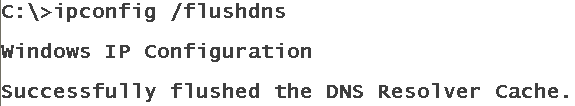 C:\>ipconfig /flushdns
Windows IP Configuration
Successfully flushed the DNS Resolver Cache.